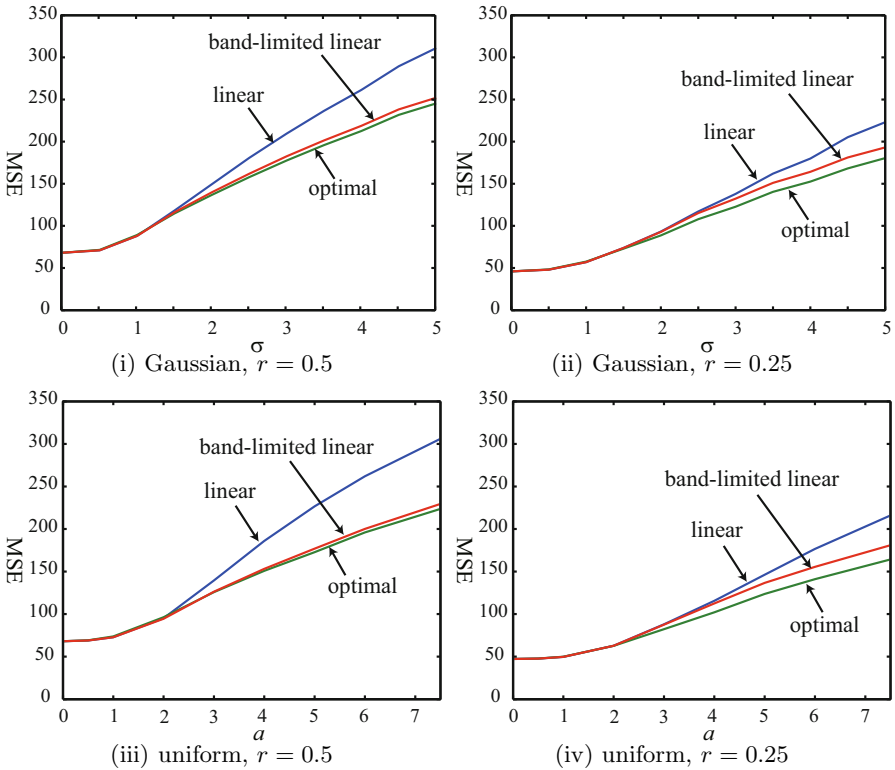 350
300
250
200
150
100
50
0
MSE
band-limited linear
linear
optimal
0 1 2 3 4 5
σ
(i) Gaussian, r = 0.5
350
300
250
200
150
100
50
0
MSE
band-limited linear
linear
optimal
0 1 2 3 4 5
σ
(ii) Gaussian, r = 0.25
350
300
250
200
150
100
50
0
MSE
band-limited linear
linear
optimal
0 1 2 3 4 5 6 7
a
(iii) uniform, r = 0.5
350
300
250
200
150
100
50
0
MSE
band-limited linear
linear
optimal
0 1 2 3 4 5 6 7
a
(iv) uniform, r = 0.25